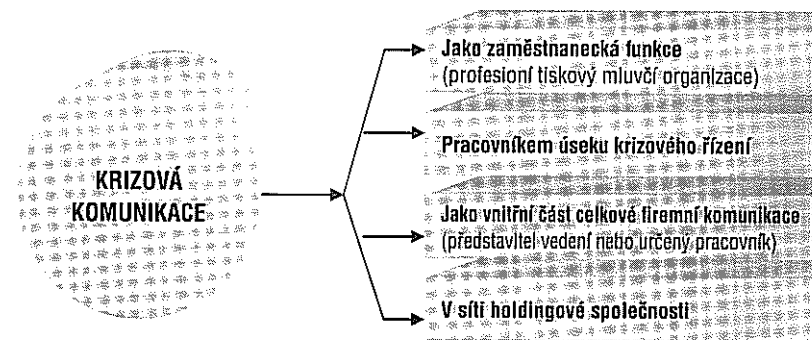 KRIZOVÁ
KOMUNIKACE
Jako zaměstnanecká funkce
(profesioní tiskový mluvčí organizace)
Pracovníkem úseku krizového řízení
Jako vnitřní část celkové firemní komunikace
(představitel vedení nebo určený pracovník)
V síti holdingové společnosti